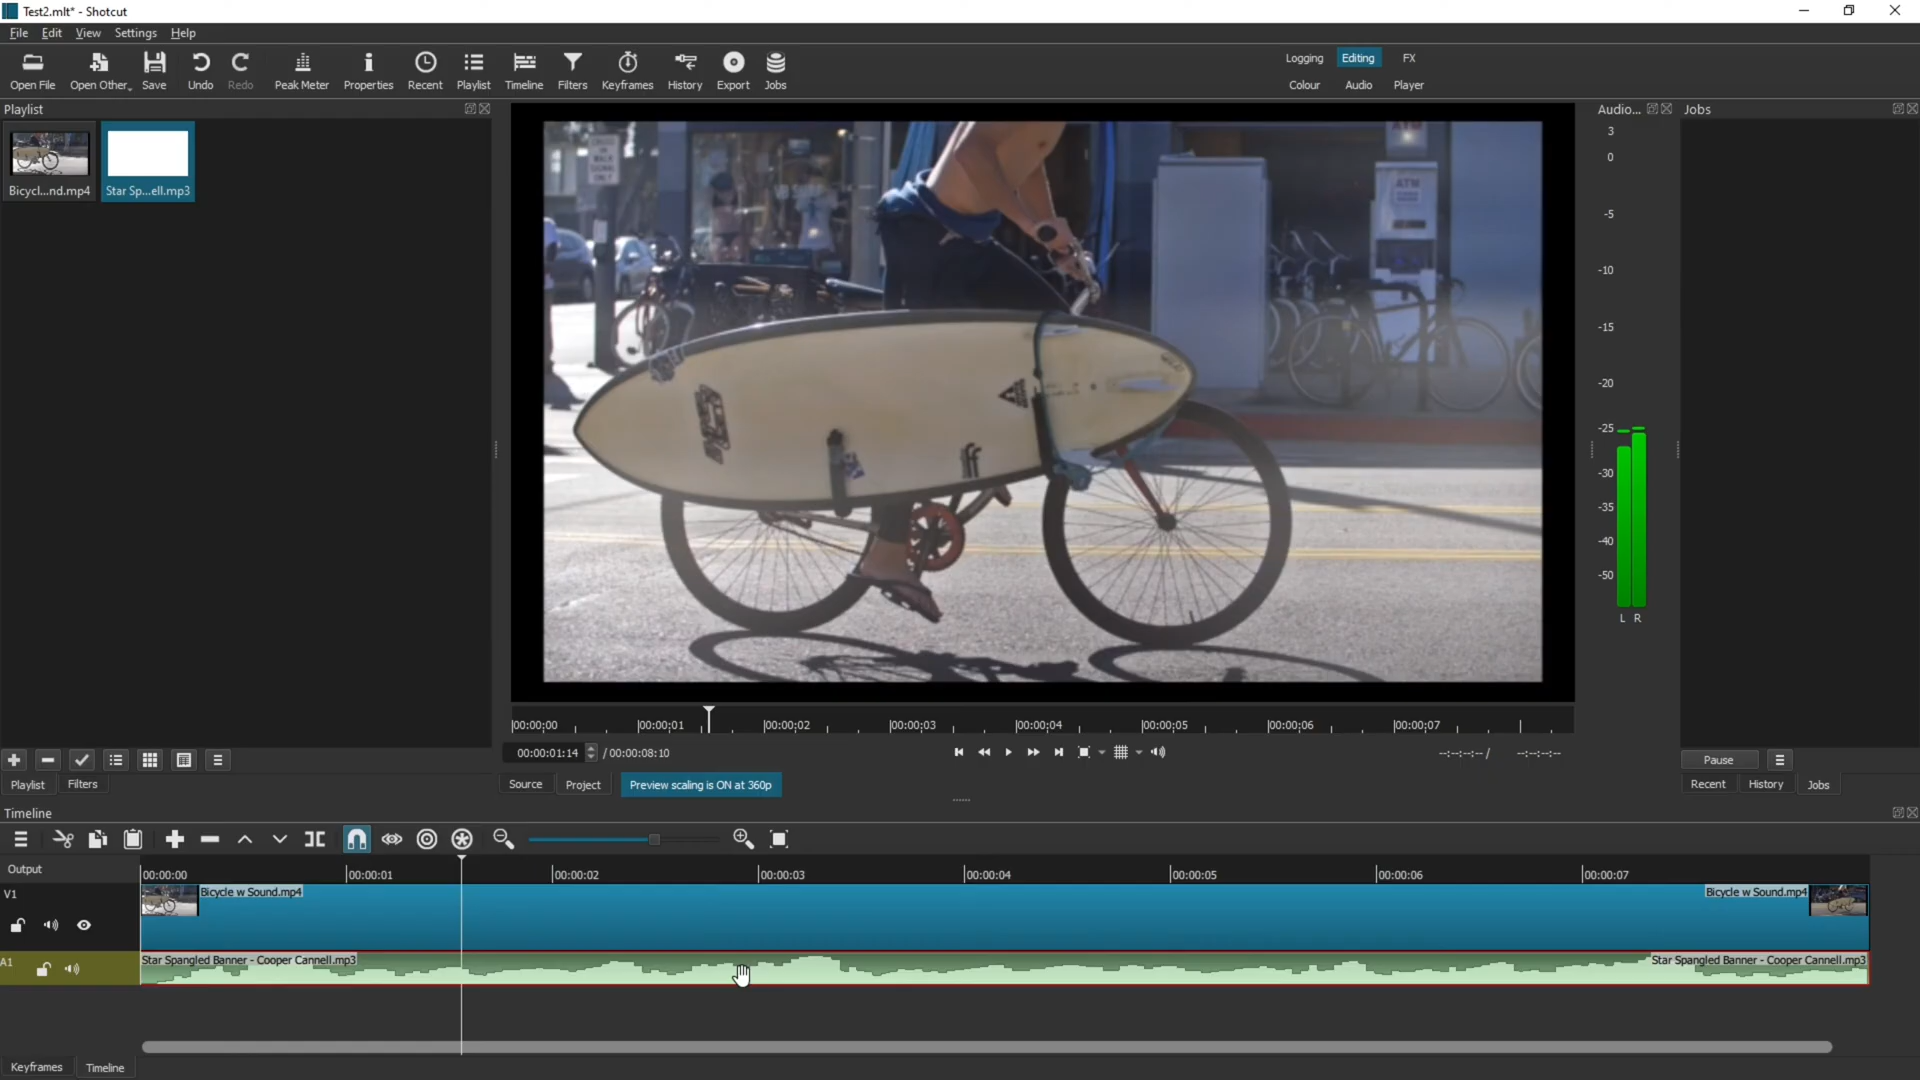 Test2.mlt* - Shotcut
File Edit View Settings Help
Open File Open Other Save Undo Redo Peak Meter Properties Recent Playlist Timeline Filters Keyframes History Export Jobs
Logging Editing FX
Colour Audio Player
Playlist
Audio...
Jobs
Bicycl...nd.mp4 Star Sp...ell.mp3
CROSS
WALK
SIGNAL
ONLY
ATM
ATM
3
0
-5
-10
-15
-20
-25
-30
-35
-40
-50
L R
00:00:00 00:00:01 00:00:02 00:00:03 00:00:04 00:00:05 00:00:06 00:00:07
00:00:01:14 / 00:00:08:10
--:--:--:-- / --:--:--:--
Pause
Playlist Filters
Source Project Preview scaling is ON at 360p
Recent History Jobs
Timeline
Output
00:00:00 00:00:01 00:00:02 00:00:03 00:00:04 00:00:05 00:00:06 00:00:07
V1
Bicycle w Sound.mp4 Bicycle w Sound.mp4
A1
Star Spangled Banner - Cooper Cannell.mp3 Star Spangled Banner - Cooper Cannell.mp3
Keyframes Timeline